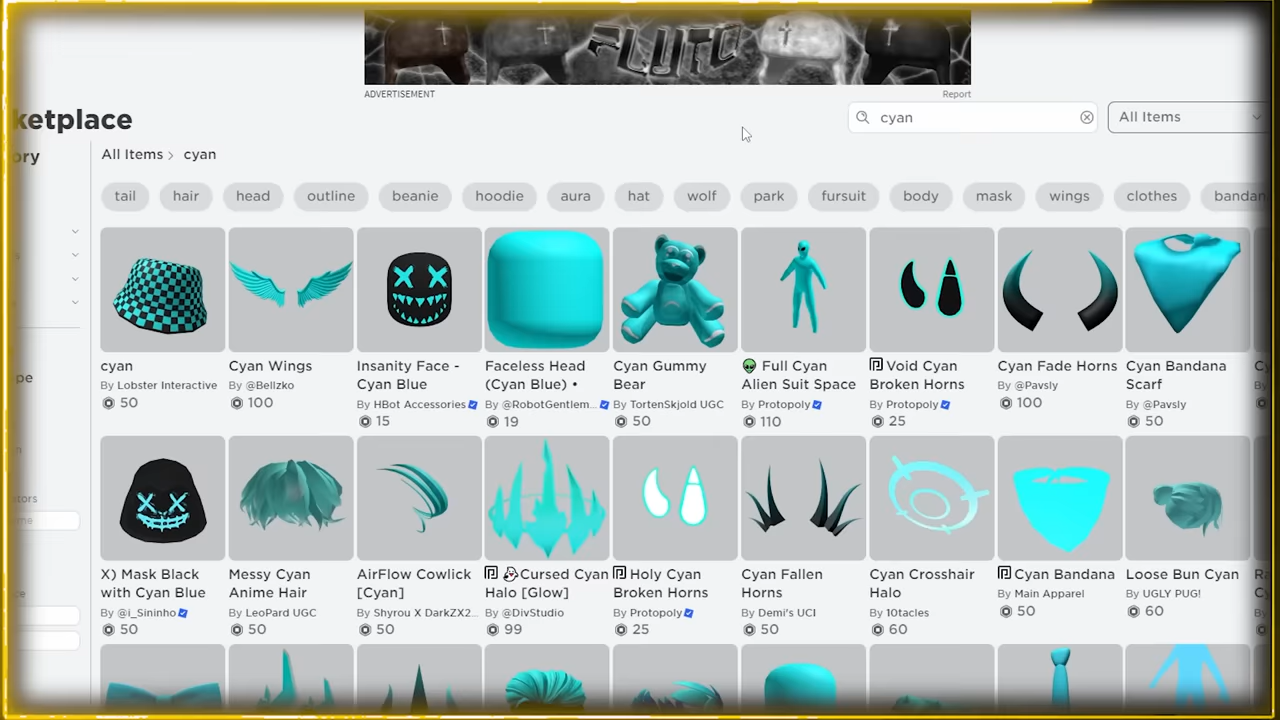 ADVERTISEMENT
Report
ketplace
cyan
All Items
ory
All Items > cyan
tail
hair
head
outline
beanie
hoodie
aura
hat
wolf
park
fursuit
body
mask
wings
clothes
bandan
cyan
By Lobster Interactive
50
Cyan Wings
By @Bellzko
100
Insanity Face -
Cyan Blue
By HBot Accessories
15
Faceless Head
(Cyan Blue) •
By @RobotGentlem...
19
Cyan Gummy
Bear
By TortenSkjold UGC
50
Full Cyan
Alien Suit Space
By Protopoly
110
Void Cyan
Broken Horns
By Protopoly
25
Cyan Fade Horns
By @Pavsly
100
Cyan Bandana
Scarf
By @Pavsly
50
pe
tors
me
X) Mask Black
with Cyan Blue
By @i_Sininho
50
Messy Cyan
Anime Hair
By LeoPard UGC
50
AirFlow Cowlick
[Cyan]
By Shyrou X DarkZX2...
50
Cursed Cyan
Halo [Glow]
By @DivStudio
99
Holy Cyan
Broken Horns
By Protopoly
25
Cyan Fallen
Horns
By Demi's UCI
50
Cyan Crosshair
Halo
By 10tacles
60
Cyan Bandana
By Main Apparel
50
Loose Bun Cyan
By UGLY PUG!
60